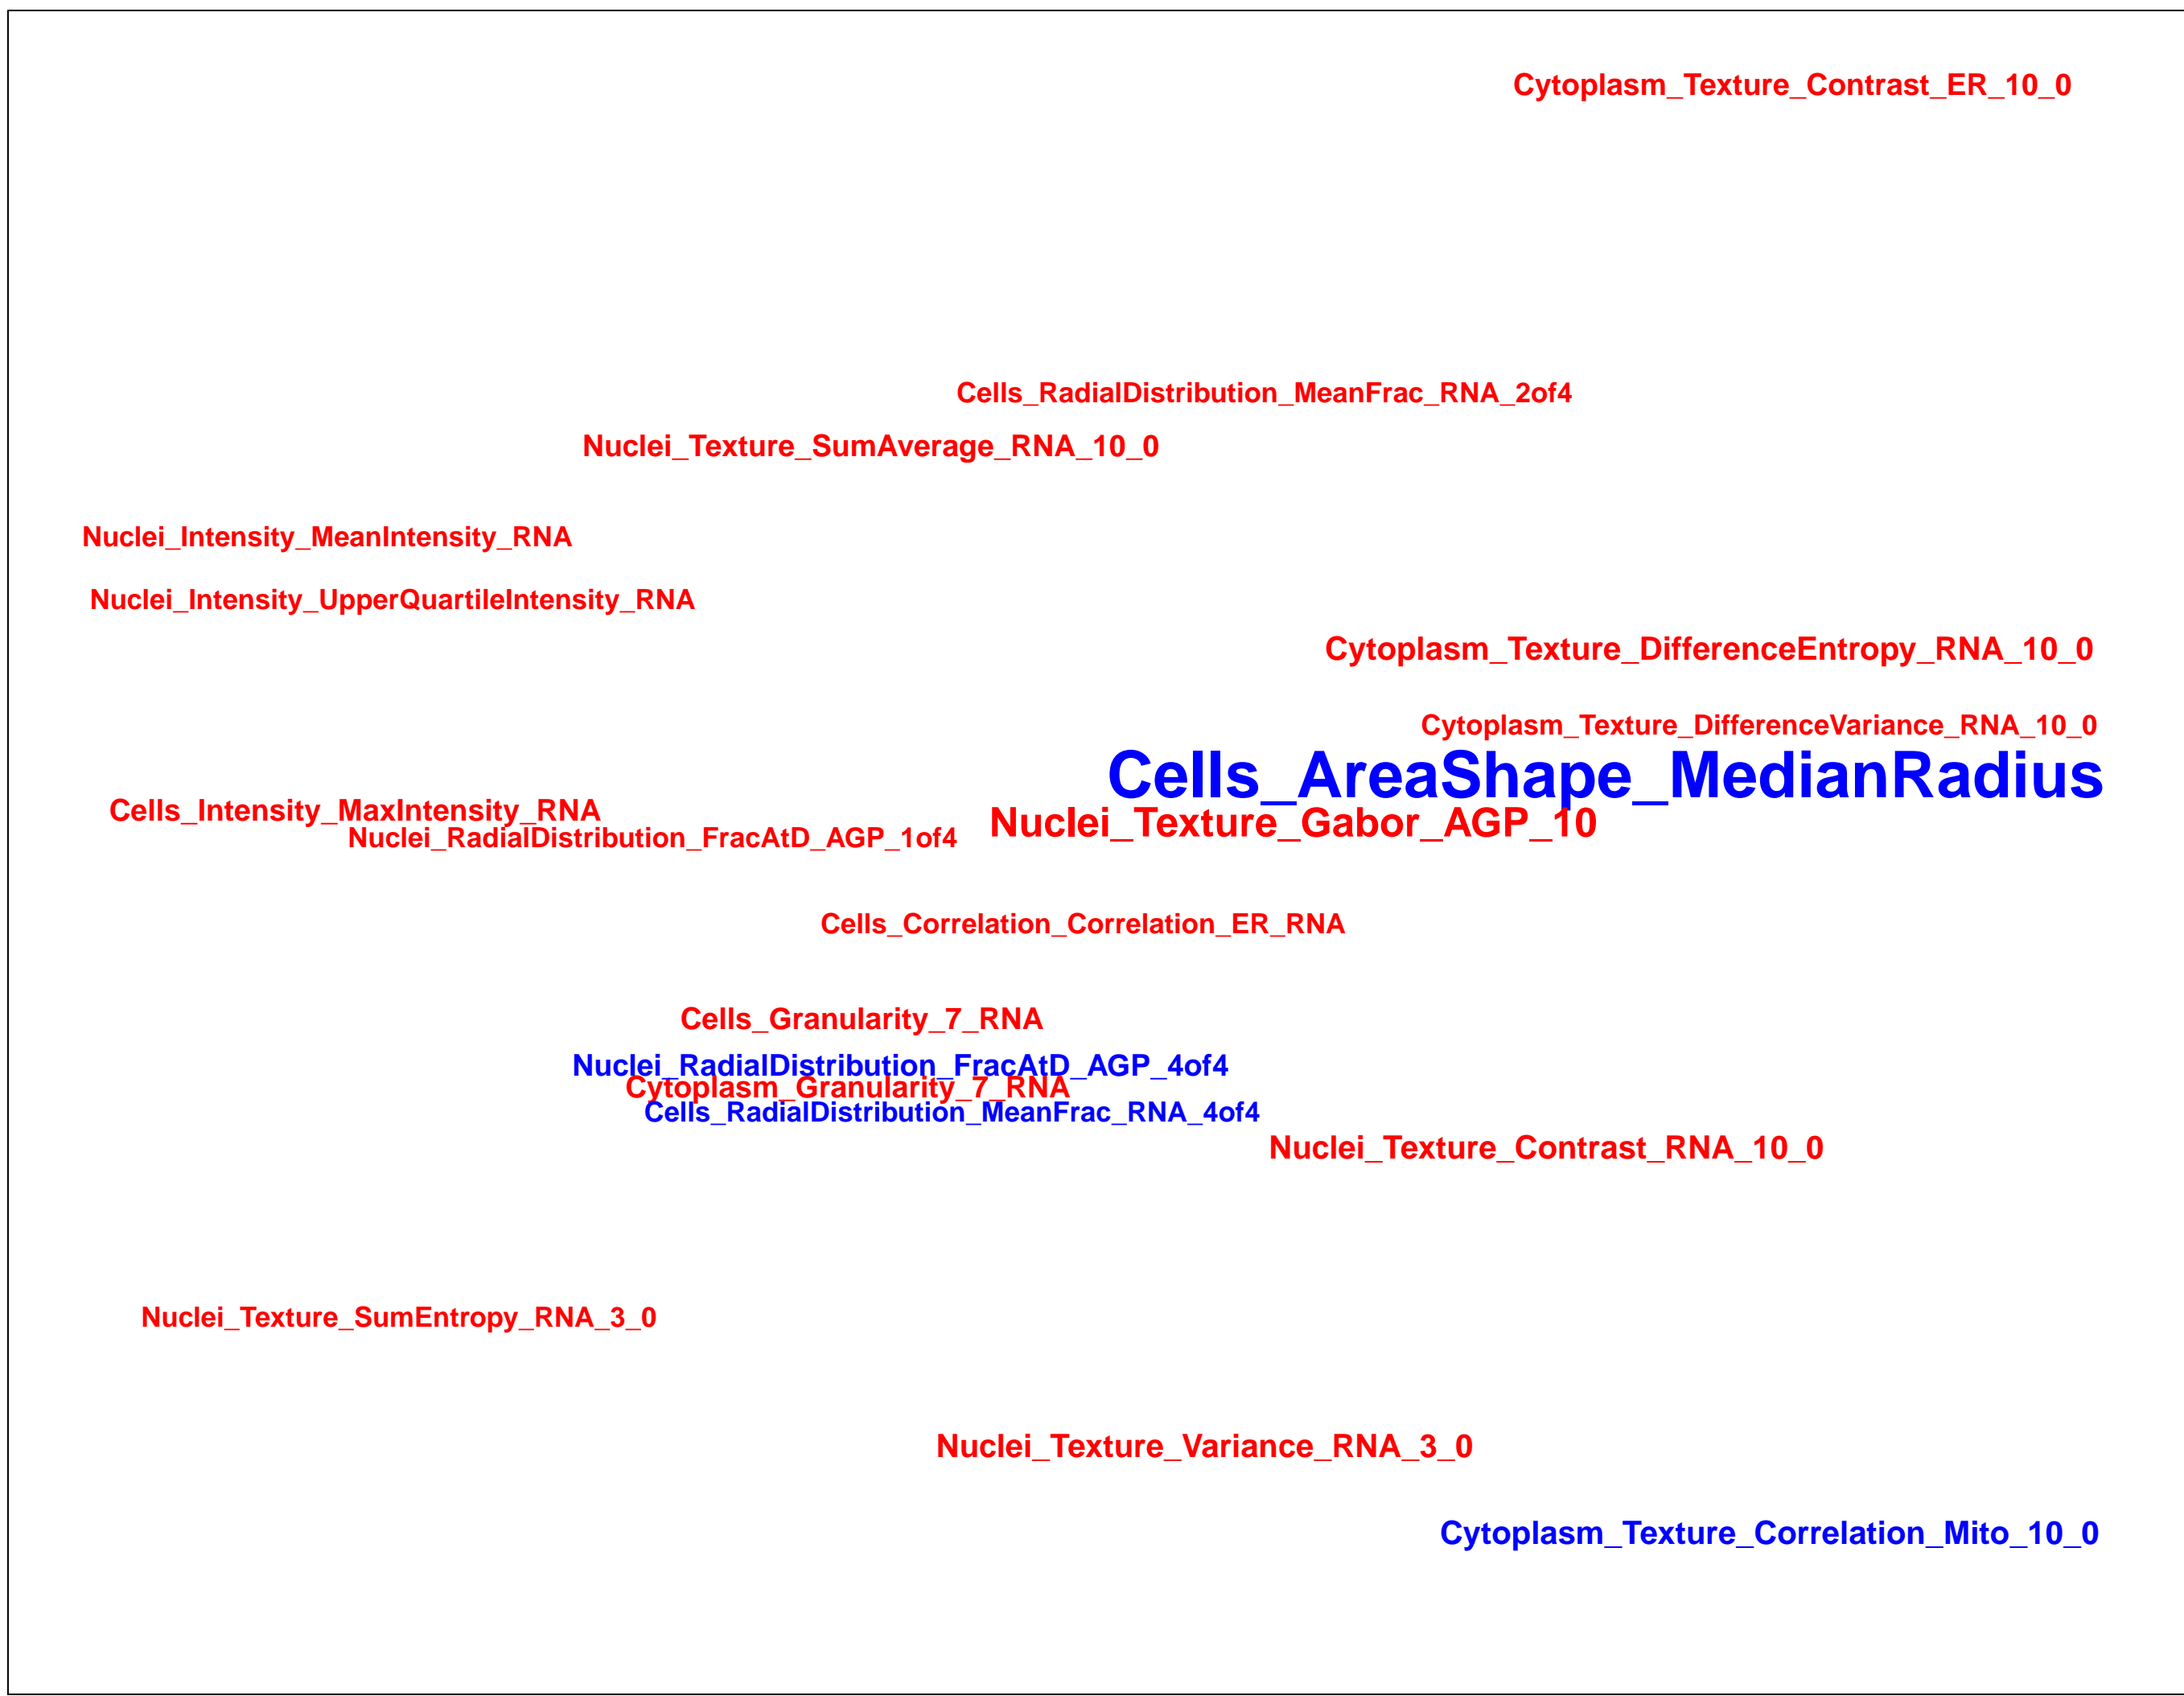 Cytoplasm_Texture_Contrast_ER_10_0
Cells_RadialDistribution_MeanFrac_RNA_2of4
Nuclei_Texture_SumAverage_RNA_10_0
Nuclei_Intensity_MeanIntensity_RNA
Nuclei_Intensity_UpperQuartileIntensity_RNA
Cytoplasm_Texture_DifferenceEntropy_RNA_10_0
Cytoplasm_Texture_DifferenceVariance_RNA_10_0
Cells_AreaShape_MedianRadius
Cells_Intensity_MaxIntensity_RNA
Nuclei_Texture_Gabor_AGP_10
Nuclei_RadialDistribution_FracAtD_AGP_1of4
Cells_Correlation_Correlation_ER_RNA
Cells_Granularity_7_RNA
Nuclei_RadialDistribution_FracAtD_AGP_4of4
Cytoplasm_Granularity_7_RNA
Cells_RadialDistribution_MeanFrac_RNA_4of4
Nuclei_Texture_Contrast_RNA_10_0
Nuclei_Texture_SumEntropy_RNA_3_0
Nuclei_Texture_Variance_RNA_3_0
Cytoplasm_Texture_Correlation_Mito_10_0